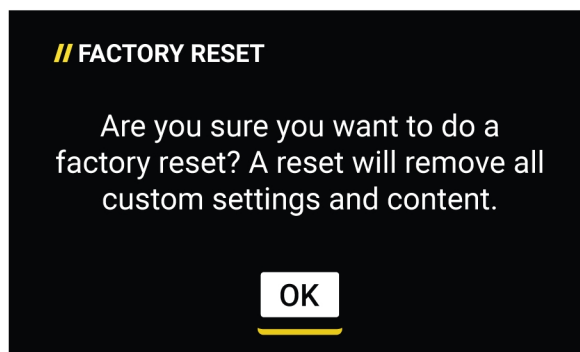 // FACTORY RESET
Are you sure you want to do a
factory reset? A reset will remove all
custom settings and content.
OK